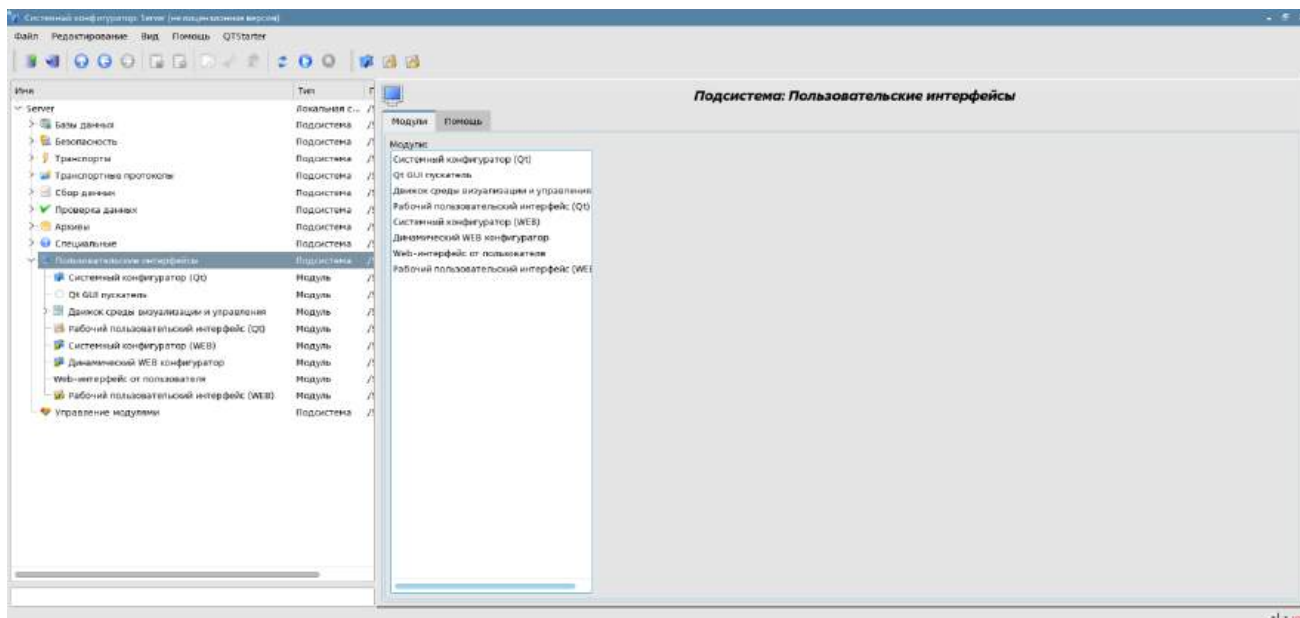 Системный конфигуратор: Server (не лицензионная версия)
Файл Редактирование Вид Помощь QTStarter
Имя Тип П
Server Локальная с...
Базы данных Подсистема
Безопасность Подсистема
Транспорты Подсистема
Транспортные протоколы Подсистема
Сбор данных Подсистема
Проверка данных Подсистема
Архивы Подсистема
Специальные Подсистема
Пользовательские интерфейсы Подсистема
Системный конфигуратор (Qt) Модуль
Qt GUI пускатель Модуль
Движок среды визуализации и управления Модуль
Рабочий пользовательский интерфейс (Qt) Модуль
Системный конфигуратор (WEB) Модуль
Динамический WEB конфигуратор Модуль
Web-интерфейс от пользователя Модуль
Рабочий пользовательский интерфейс (WEB) Модуль
Управление модулями Подсистема
Подсистема: Пользовательские интерфейсы
Модули Помощь
Модули:
Системный конфигуратор (Qt)
Qt GUI пускатель
Движок среды визуализации и управления
Рабочий пользовательский интерфейс (Qt)
Системный конфигуратор (WEB)
Динамический WEB конфигуратор
Web-интерфейс от пользователя
Рабочий пользовательский интерфейс (WEB